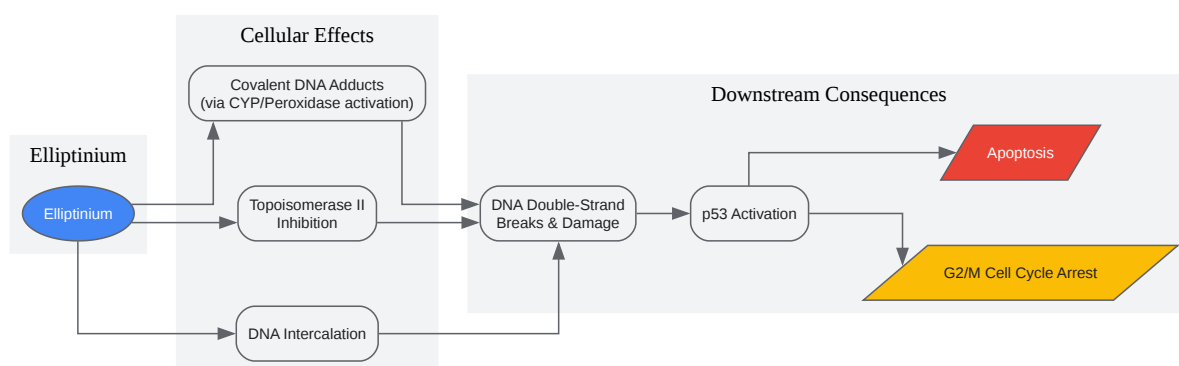 Elliptinium
Elliptinium
Cellular Effects
Covalent DNA Adducts
(via CYP/Peroxidase activation)
Topoisomerase II
Inhibition
DNA Intercalation
Downstream Consequences
DNA Double-Strand
Breaks & Damage
p53 Activation
Apoptosis
G2/M Cell Cycle Arrest